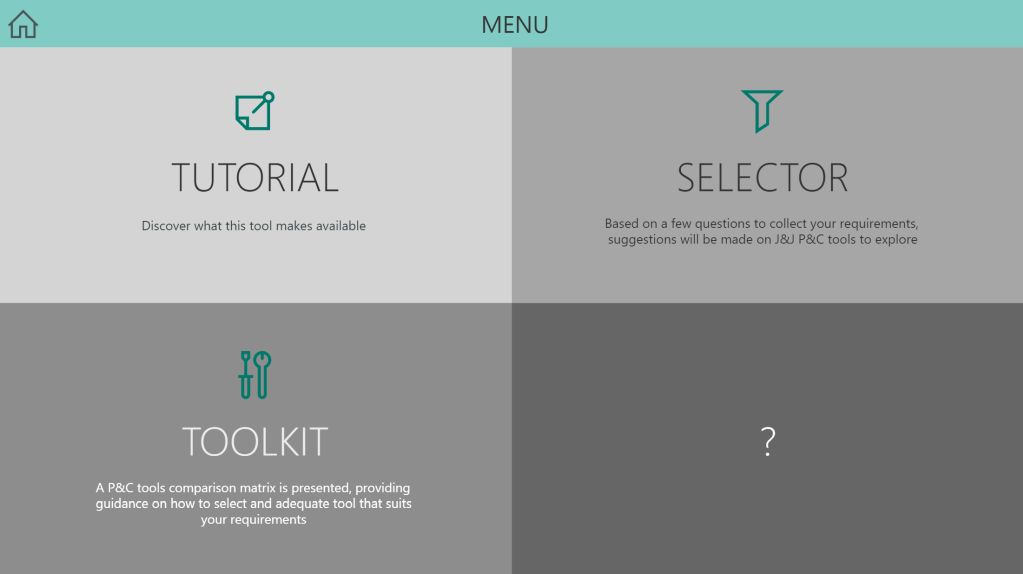 MENU
TUTORIAL
Discover what this tool makes available
SELECTOR
Based on a few questions to collect your requirements,
suggestions will be made on J&J P&C tools to explore
TOOLKIT
A P&C tools comparison matrix is presented, providing
guidance on how to select and adequate tool that suits
your requirements
?